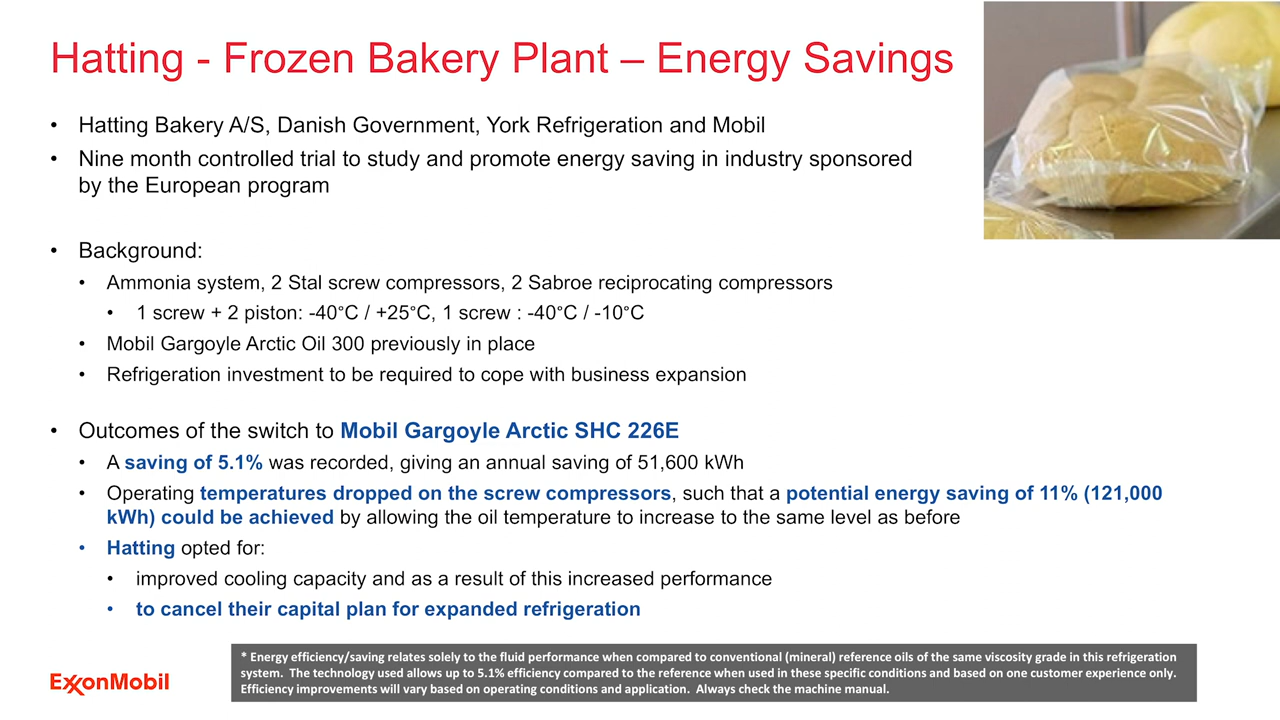 Hatting - Frozen Bakery Plant – Energy Savings
• Hatting Bakery A/S, Danish Government, York Refrigeration and Mobil
• Nine month controlled trial to study and promote energy saving in industry sponsored
by the European program
• Background:
• Ammonia system, 2 Stal screw compressors, 2 Sabroe reciprocating compressors
• 1 screw + 2 piston: -40°C / +25°C, 1 screw : -40°C / -10°C
• Mobil Gargoyle Arctic Oil 300 previously in place
• Refrigeration investment to be required to cope with business expansion
• Outcomes of the switch to Mobil Gargoyle Arctic SHC 226E
• A saving of 5.1% was recorded, giving an annual saving of 51,600 kWh
• Operating temperatures dropped on the screw compressors, such that a potential energy saving of 11% (121,000
kWh) could be achieved by allowing the oil temperature to increase to the same level as before
• Hatting opted for:
• improved cooling capacity and as a result of this increased performance
• to cancel their capital plan for expanded refrigeration
* Energy efficiency/saving relates solely to the fluid performance when compared to conventional (mineral) reference oils of the same viscosity grade in this refrigeration
system. The technology used allows up to 5.1% efficiency compared to the reference when used in these specific conditions and based on one customer experience only.
Efficiency improvements will vary based on operating conditions and application. Always check the machine manual.
ExxonMobil